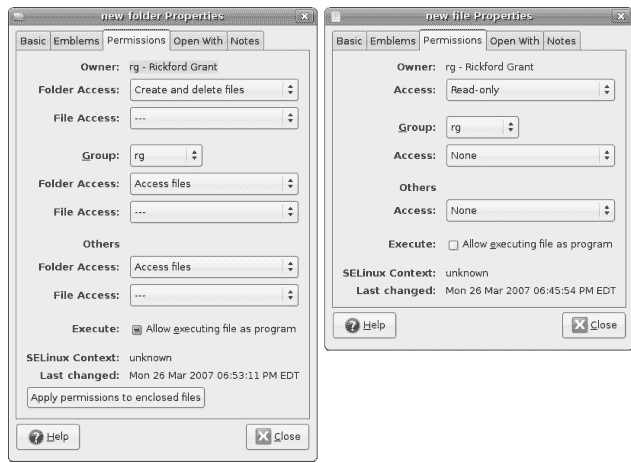 new folder Properties
Basic Emblems Permissions Open With Notes
Owner: rg - Rickford Grant
Folder Access: Create and delete files
File Access: ---
Group: rg
Folder Access: Access files
File Access: ---
Others
Folder Access: Access files
File Access: ---
Execute: Allow executing file as program
SELinux Context: unknown
Last changed: Mon 26 Mar 2007 06:53:11 PM EDT
Apply permissions to enclosed files
Help Close
new file Properties
Basic Emblems Permissions Open With Notes
Owner: rg - Rickford Grant
Access: Read-only
Group: rg
Access: None
Others
Access: None
Execute: Allow executing file as program
SELinux Context: unknown
Last changed: Mon 26 Mar 2007 06:45:54 PM EDT
Help Close